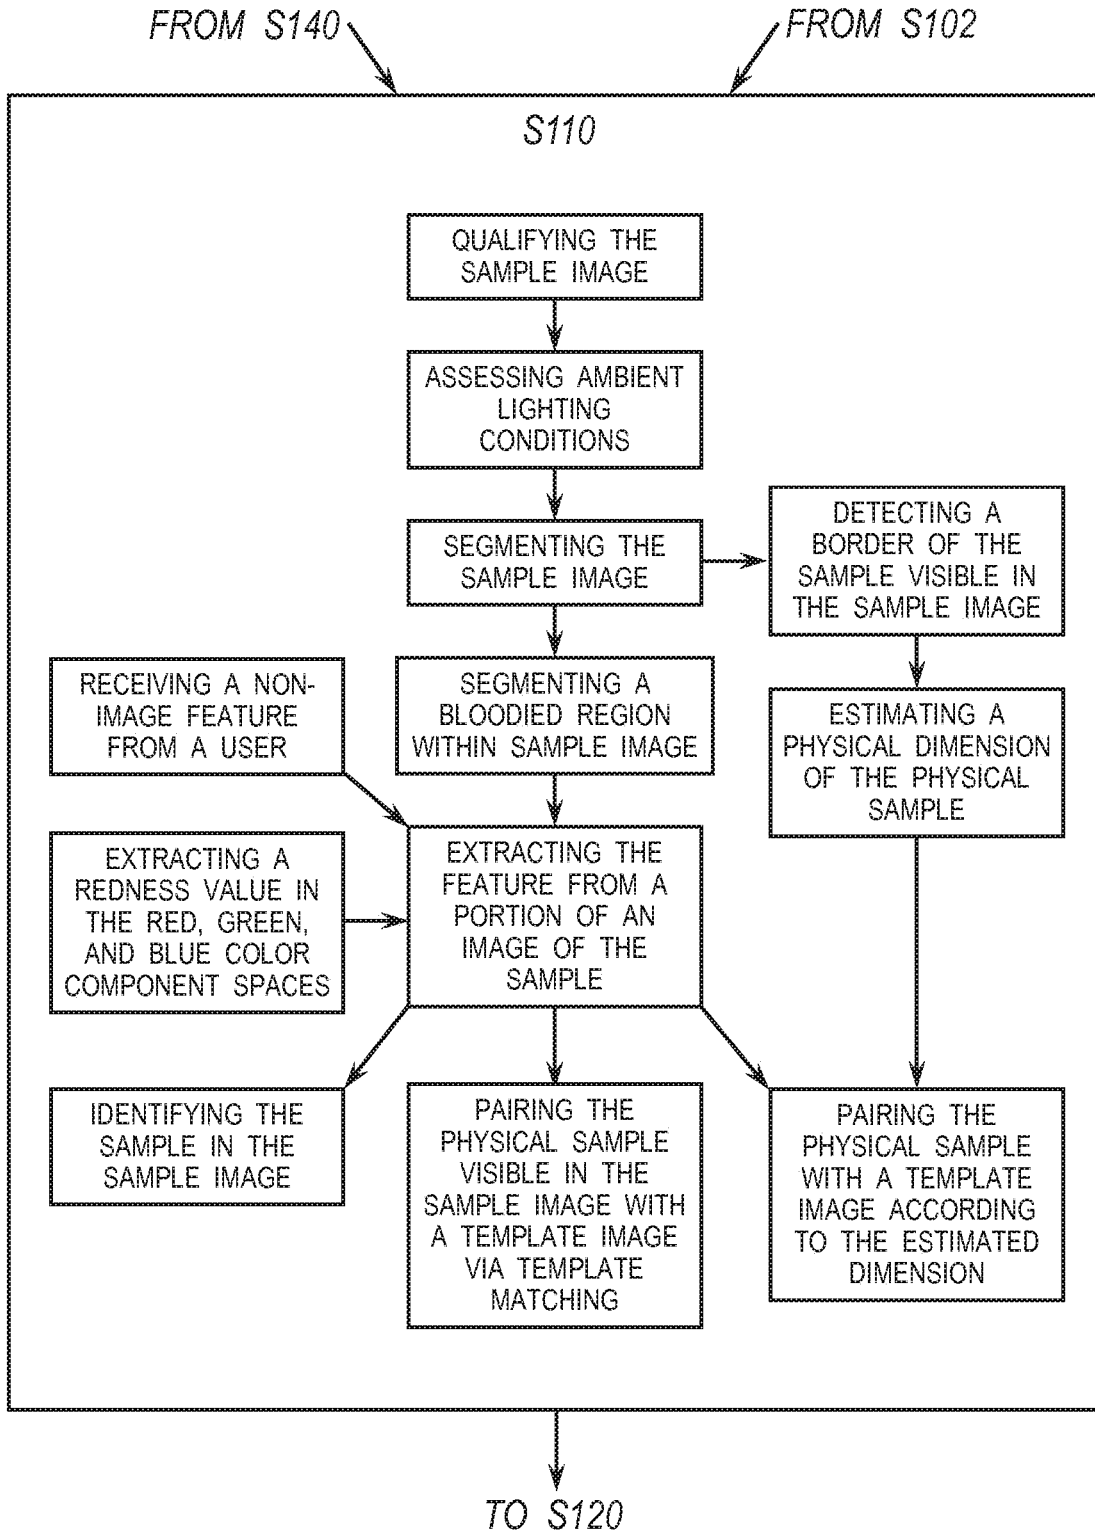 FROM S140
FROM S102
S110
QUALIFYING THE
SAMPLE IMAGE
ASSESSING AMBIENT
LIGHTING
CONDITIONS
SEGMENTING THE
SAMPLE IMAGE
DETECTING A
BORDER OF THE
SAMPLE VISIBLE IN
THE SAMPLE IMAGE
RECEIVING A NON-
IMAGE FEATURE
FROM A USER
SEGMENTING A
BLOODIED REGION
WITHIN SAMPLE IMAGE
ESTIMATING A
PHYSICAL DIMENSION
OF THE PHYSICAL
SAMPLE
EXTRACTING A
REDNESS VALUE IN
THE RED, GREEN,
AND BLUE COLOR
COMPONENT SPACES
EXTRACTING THE
FEATURE FROM A
PORTION OF AN
IMAGE OF THE
SAMPLE
IDENTIFYING THE
SAMPLE IN THE
SAMPLE IMAGE
PAIRING THE
PHYSICAL SAMPLE
VISIBLE IN THE
SAMPLE IMAGE WITH
A TEMPLATE IMAGE
VIA TEMPLATE
MATCHING
PAIRING THE
PHYSICAL SAMPLE
WITH A TEMPLATE
IMAGE ACCORDING
TO THE ESTIMATED
DIMENSION
TO S120